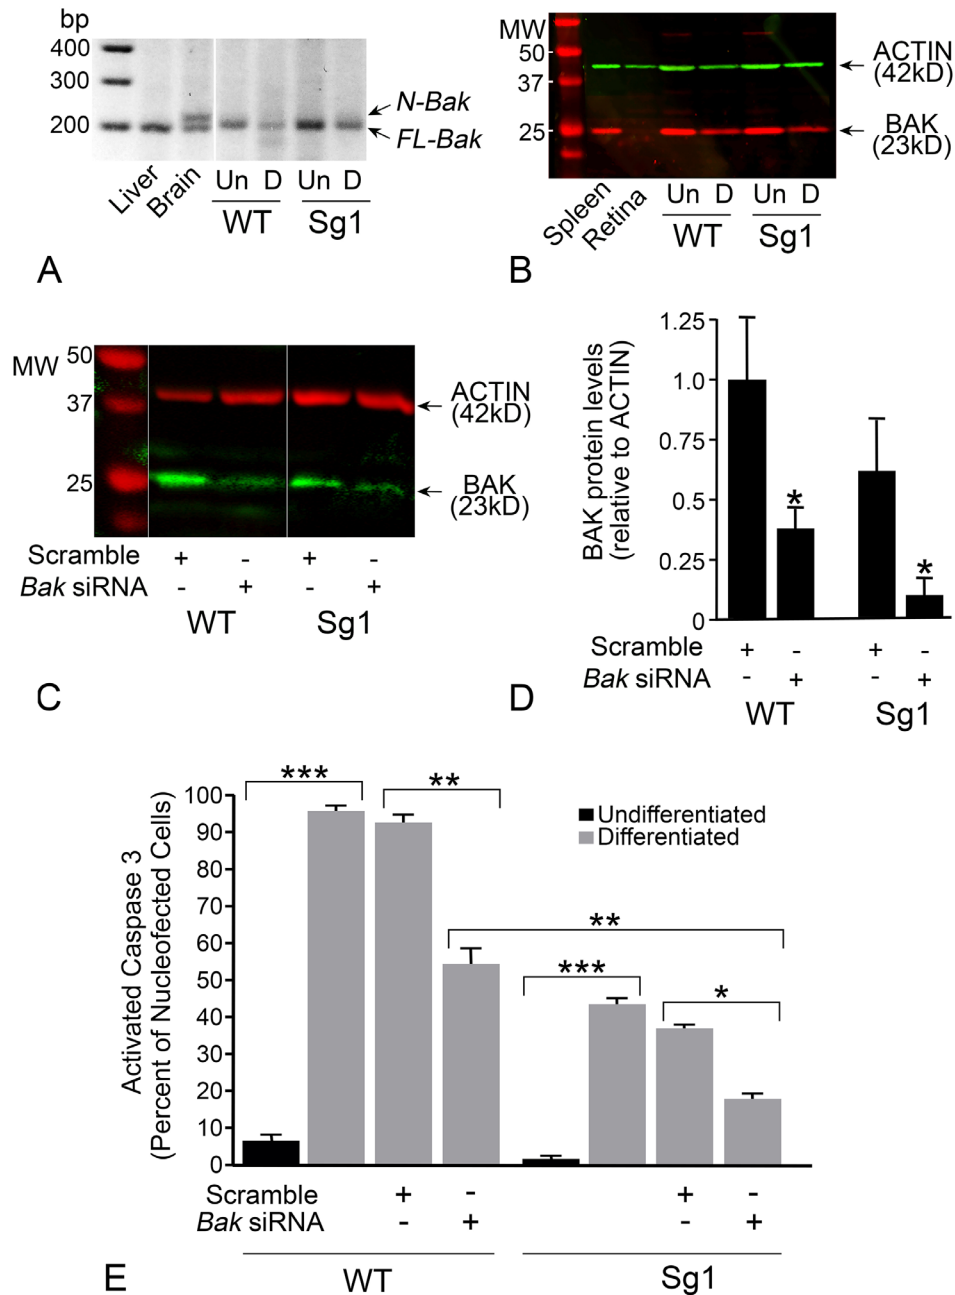 bp
400
300
200
N-Bak
FL-Bak
Liver
Brain
Un D Un D
WT Sg1
A
MW
50
37
25
ACTIN
(42kD)
BAK
(23kD)
Spleen
Retina
Un D Un D
WT Sg1
B
MW
50
37
25
ACTIN
(42kD)
BAK
(23kD)
Scramble + - + -
Bak siRNA - + - +
WT Sg1
C
BAK protein levels
(relative to ACTIN)
1.25
1.0
0.75
0.5
0.25
0
*
*
Scramble + - + -
Bak siRNA - + - +
WT Sg1
D
Activated Caspase 3
(Percent of Nucleofected Cells)
100
90
80
70
60
50
40
30
20
10
0
*** **
Undifferentiated
Differentiated
**
*** *
Scramble + - + -
Bak siRNA - + - +
WT Sg1
E